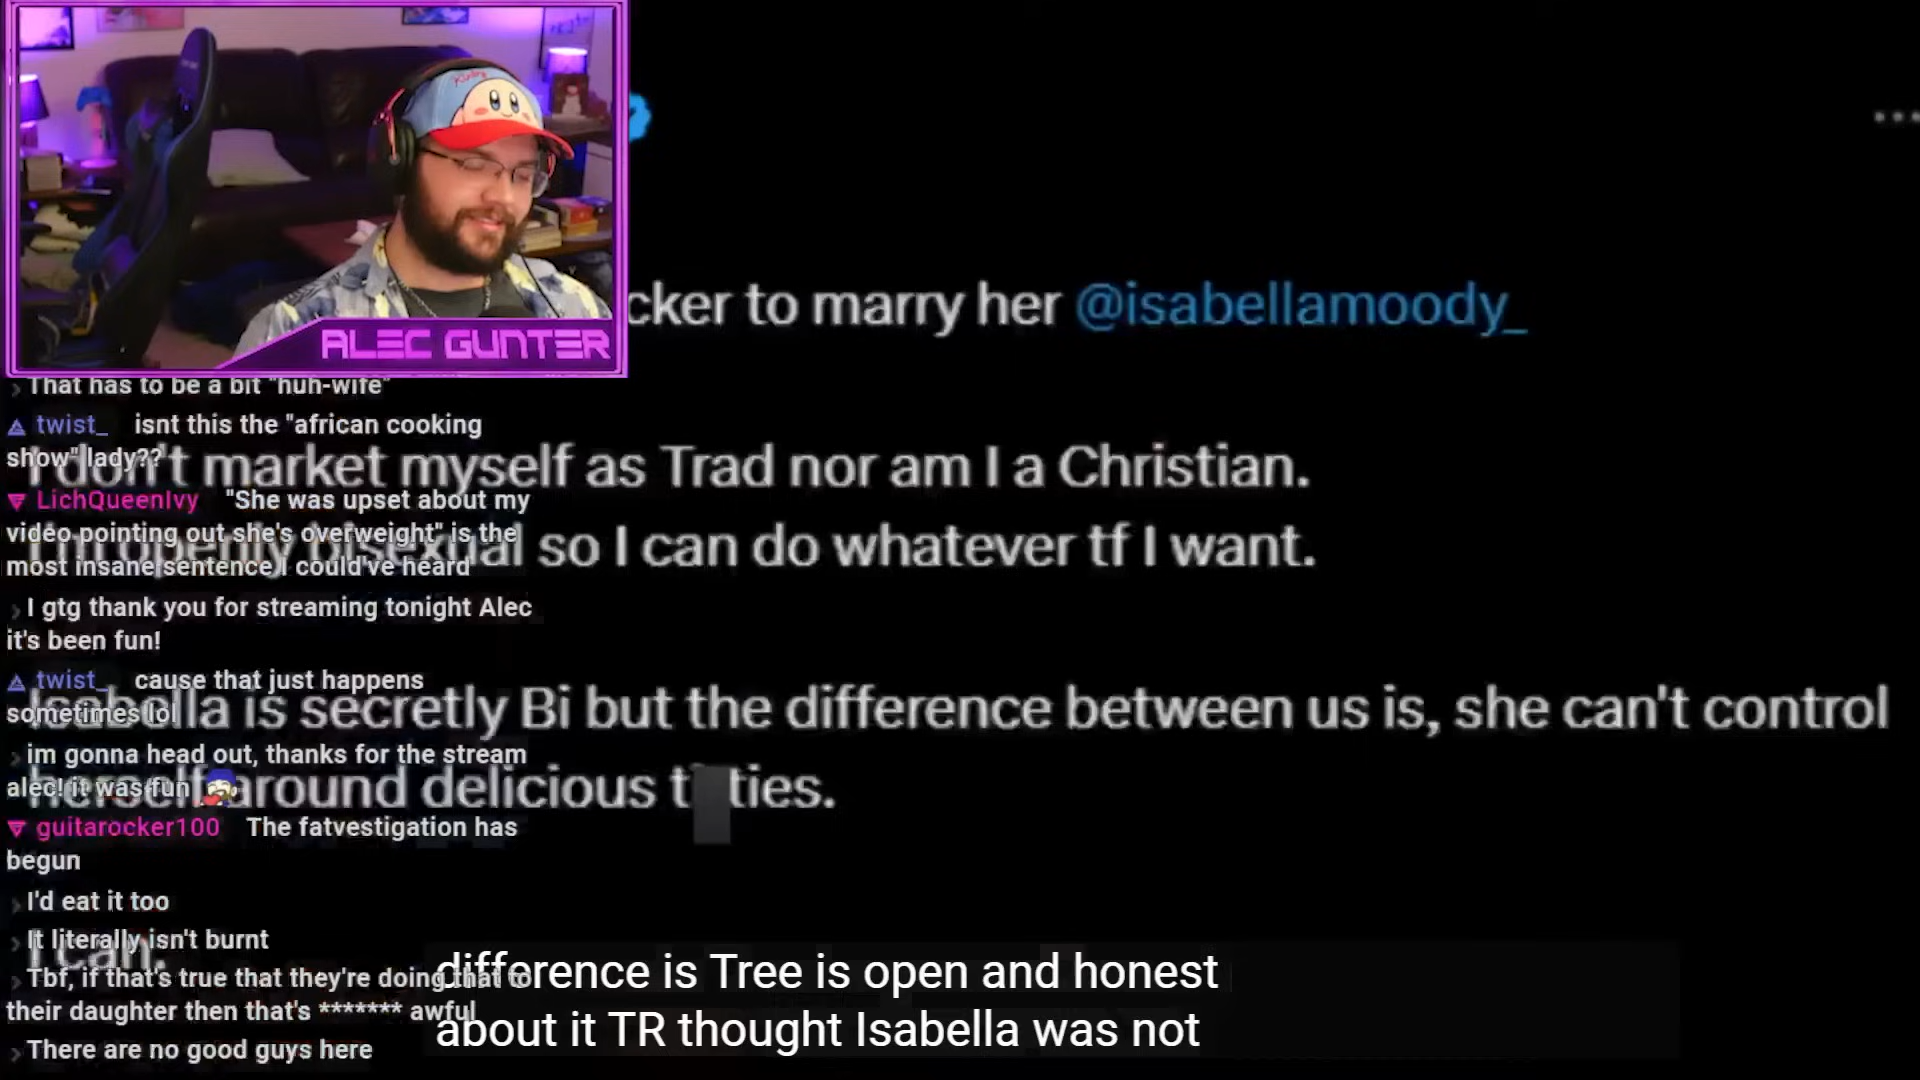 Kirby
ALEC GUNTER
cker to marry her @isabellamoody_
I don't market myself as Trad nor am I a Christian.
I'm openly bisexual so I can do whatever tf I want.
Isabella is secretly Bi but the difference between us is, she can't control
herself around delicious t ties.
I can.
That has to be a bit "huh-wife"
twist_ isnt this the "african cooking
show" lady??
LichQueenIvy "She was upset about my
video pointing out she's overweight" is the
most insane sentence I could've heard
I gtg thank you for streaming tonight Alec
it's been fun!
twist_ cause that just happens
sometimes lol
im gonna head out, thanks for the stream
alec! it was fun
guitarocker100 The fatvestigation has
begun
I'd eat it too
It literally isn't burnt
Tbf, if that's true that they're doing that to
their daughter then that's ******* awful
There are no good guys here
difference is Tree is open and honest
about it TR thought Isabella was not